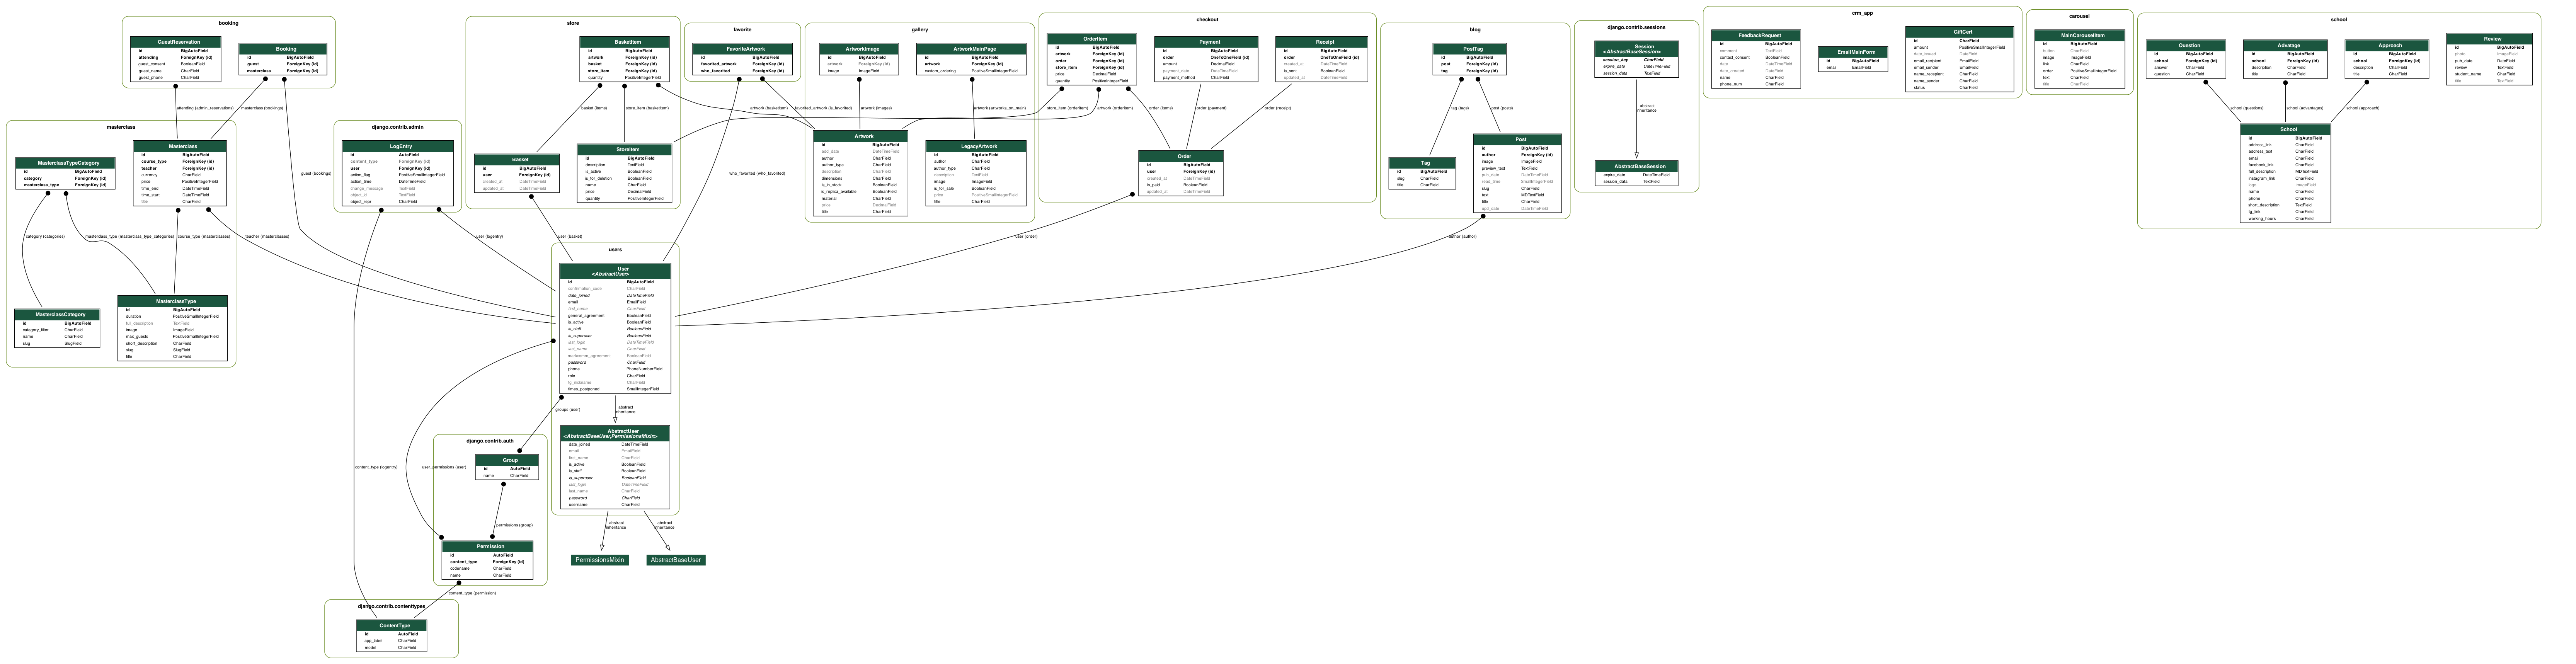 booking
GuestReservation
id BigAutoField
attending ForeignKey (id)
guest_consent BooleanField
guest_name CharField
guest_phone CharField
Booking
id BigAutoField
guest ForeignKey (id)
masterclass ForeignKey (id)
store
BasketItem
id BigAutoField
artwork ForeignKey (id)
basket ForeignKey (id)
store_item ForeignKey (id)
quantity PositiveIntegerField
favorite
FavoriteArtwork
id BigAutoField
favorited_artwork ForeignKey (id)
who_favorited ForeignKey (id)
gallery
ArtworkImage
id BigAutoField
artwork ForeignKey (id)
image ImageField
ArtworkMainPage
id BigAutoField
artwork ForeignKey (id)
custom_ordering PositiveSmallIntegerField
checkout
OrderItem
id BigAutoField
artwork ForeignKey (id)
order ForeignKey (id)
store_item ForeignKey (id)
price DecimalField
quantity PositiveIntegerField
Payment
id BigAutoField
order OneToOneField (id)
amount DecimalField
payment_date DateTimeField
payment_method CharField
Receipt
id BigAutoField
order OneToOneField (id)
created_at DateTimeField
is_sent BooleanField
updated_at DateTimeField
blog
PostTag
id BigAutoField
post ForeignKey (id)
tag ForeignKey (id)
django.contrib.sessions
Session
<AbstractBaseSession>
session_key CharField
expire_date DateTimeField
session_data TextField
crm_app
FeedbackRequest
id BigAutoField
comment TextField
contact_consent BooleanField
date DateTimeField
date_created DateField
name CharField
phone_num CharField
EmailMainForm
id BigAutoField
email EmailField
GiftCert
id CharField
amount PositiveSmallIntegerField
date_issued DateField
email_recipient EmailField
email_sender EmailField
name_recepient CharField
name_sender CharField
status CharField
carousel
MainCarouselItem
id BigAutoField
button CharField
image ImageField
link CharField
order PositiveSmallIntegerField
text CharField
title CharField
school
Question
id BigAutoField
school ForeignKey (id)
answer CharField
question CharField
Advatage
id BigAutoField
school ForeignKey (id)
description CharField
title CharField
Approach
id BigAutoField
school ForeignKey (id)
description CharField
title CharField
Review
id BigAutoField
photo ImageField
pub_date DateField
review TextField
student_name CharField
title TextField
attending (admin_reservations)
masterclass (bookings)
basket (items)
store_item (basketitem)
artwork (basketitem)
favorited_artwork (is_favorited)
artwork (images)
artwork (artworks_on_main)
store_item (orderitem)
artwork (orderitem)
order (items)
order (payment)
order (receipt)
tag (tags)
post (posts)
abstract
inheritance
school (questions)
school (advantages)
school (approach)
masterclass
MasterclassTypeCategory
id BigAutoField
category ForeignKey (id)
masterclass_type ForeignKey (id)
Masterclass
id BigAutoField
course_type ForeignKey (id)
teacher ForeignKey (id)
currency CharField
price PositiveIntegerField
time_end DateTimeField
time_start DateTimeField
title CharField
guest (bookings)
django.contrib.admin
LogEntry
id AutoField
content_type ForeignKey (id)
user ForeignKey (id)
action_flag PositiveSmallIntegerField
action_time DateTimeField
change_message TextField
object_id TextField
object_repr CharField
Basket
id BigAutoField
user ForeignKey (id)
created_at DateTimeField
updated_at DateTimeField
StoreItem
id BigAutoField
description TextField
is_active BooleanField
is_for_deletion BooleanField
name CharField
price DecimalField
quantity PositiveIntegerField
who_favorited (who_favorited)
Artwork
id BigAutoField
add_date DateTimeField
author CharField
author_type CharField
description CharField
dimensions CharField
is_in_stock BooleanField
is_replica_available BooleanField
material CharField
price DecimalField
title CharField
LegacyArtwork
id BigAutoField
author CharField
author_type CharField
description TextField
image ImageField
is_for_sale BooleanField
price PositiveIntegerField
title CharField
Order
id BigAutoField
user ForeignKey (id)
created_at DateTimeField
is_paid BooleanField
updated_at DateTimeField
Tag
id BigAutoField
slug CharField
title CharField
Post
id BigAutoField
author ForeignKey (id)
image ImageField
preview_text TextField
pub_date DateTimeField
read_time SmallIntegerField
slug CharField
text MDTextField
title CharField
upd_date DateTimeField
AbstractBaseSession
expire_date DateTimeField
session_data TextField
School
id BigAutoField
address_link CharField
address_text CharField
email CharField
facebook_link CharField
full_description MDTextField
instagram_link CharField
logo ImageField
name CharField
phone CharField
short_description TextField
tg_link CharField
working_hours CharField
category (categories)
masterclass_type (masterclass_type_categories)
course_type (masterclasses)
teacher (masterclasses)
user (logentry)
user (basket)
user (order)
author (author)
MasterclassCategory
id BigAutoField
category_filter CharField
name CharField
slug SlugField
MasterclassType
id BigAutoField
duration PositiveSmallIntegerField
full_description TextField
image ImageField
max_guests PositiveSmallIntegerField
short_description CharField
slug SlugField
title CharField
users
User
<AbstractUser>
id BigAutoField
confirmation_code CharField
date_joined DateTimeField
email EmailField
first_name CharField
general_agreement BooleanField
is_active BooleanField
is_staff BooleanField
is_superuser BooleanField
last_login DateTimeField
last_name CharField
markcomm_agreement BooleanField
password CharField
phone PhoneNumberField
role CharField
tg_nickname CharField
times_postponed SmallIntegerField
groups (user)
abstract
inheritance
AbstractUser
<AbstractBaseUser,PermissionsMixin>
date_joined DateTimeField
email EmailField
first_name CharField
is_active BooleanField
is_staff BooleanField
is_superuser BooleanField
last_login DateTimeField
last_name CharField
password CharField
username CharField
django.contrib.auth
Group
id AutoField
name CharField
content_type (logentry)
user_permissions (user)
permissions (group)
abstract
inheritance
abstract
inheritance
Permission
id AutoField
content_type ForeignKey (id)
codename CharField
name CharField
PermissionsMixin
AbstractBaseUser
content_type (permission)
django.contrib.contenttypes
ContentType
id AutoField
app_label CharField
model CharField